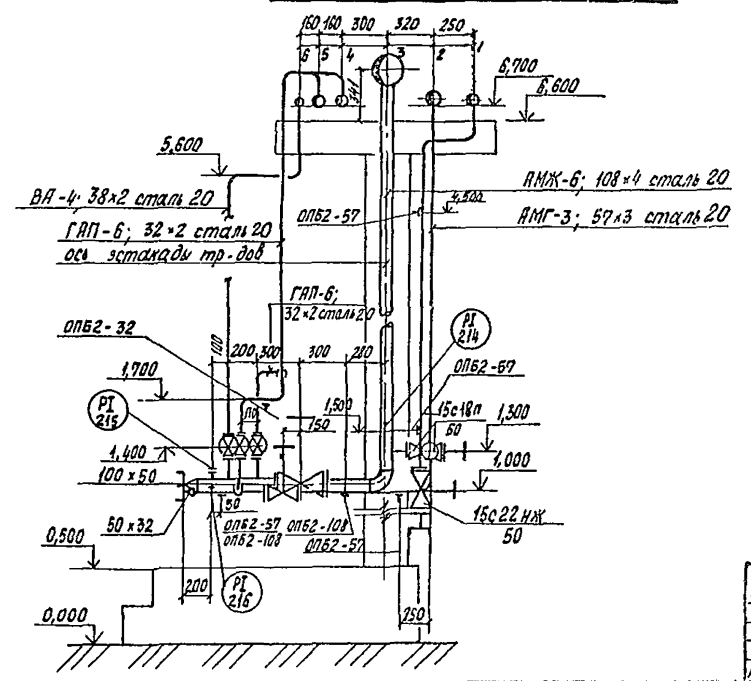 160 160 300 320 250
6 5 4 3 2 1
341
6,700
6,600
5,600
ВА-4; 38×2 сталь 20
АМЖ-6; 108×4 сталь 20
ОПБ2-57
4,500
ГАП-6; 32×2 сталь 20
АМГ-3; 57×3 сталь 20
ось эстакады тр-дов
ГАП-6;
32×2 сталь 20
ОПБ2-32
PI
214
100 200 300 300 280
ОПБ2-57
1,700
PI
215
110
1,500
15с18п
50
150
1,300
1,400
1,000
100×50
50
50×32
ОПБ2-57 ОПБ2-108
ОПБ2-108
ОПБ2-57
15с22нж
50
0,500
200
PI
216
250
0,000